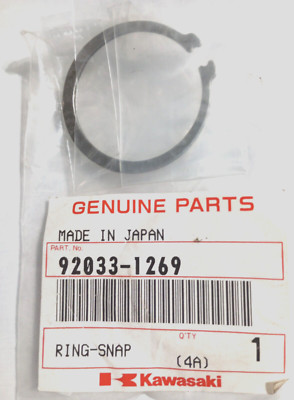 GENUINE PARTS
MADE IN JAPAN
PART No.
92033-1269
Q'TY
RING-SNAP (4A) 1
Kawasaki